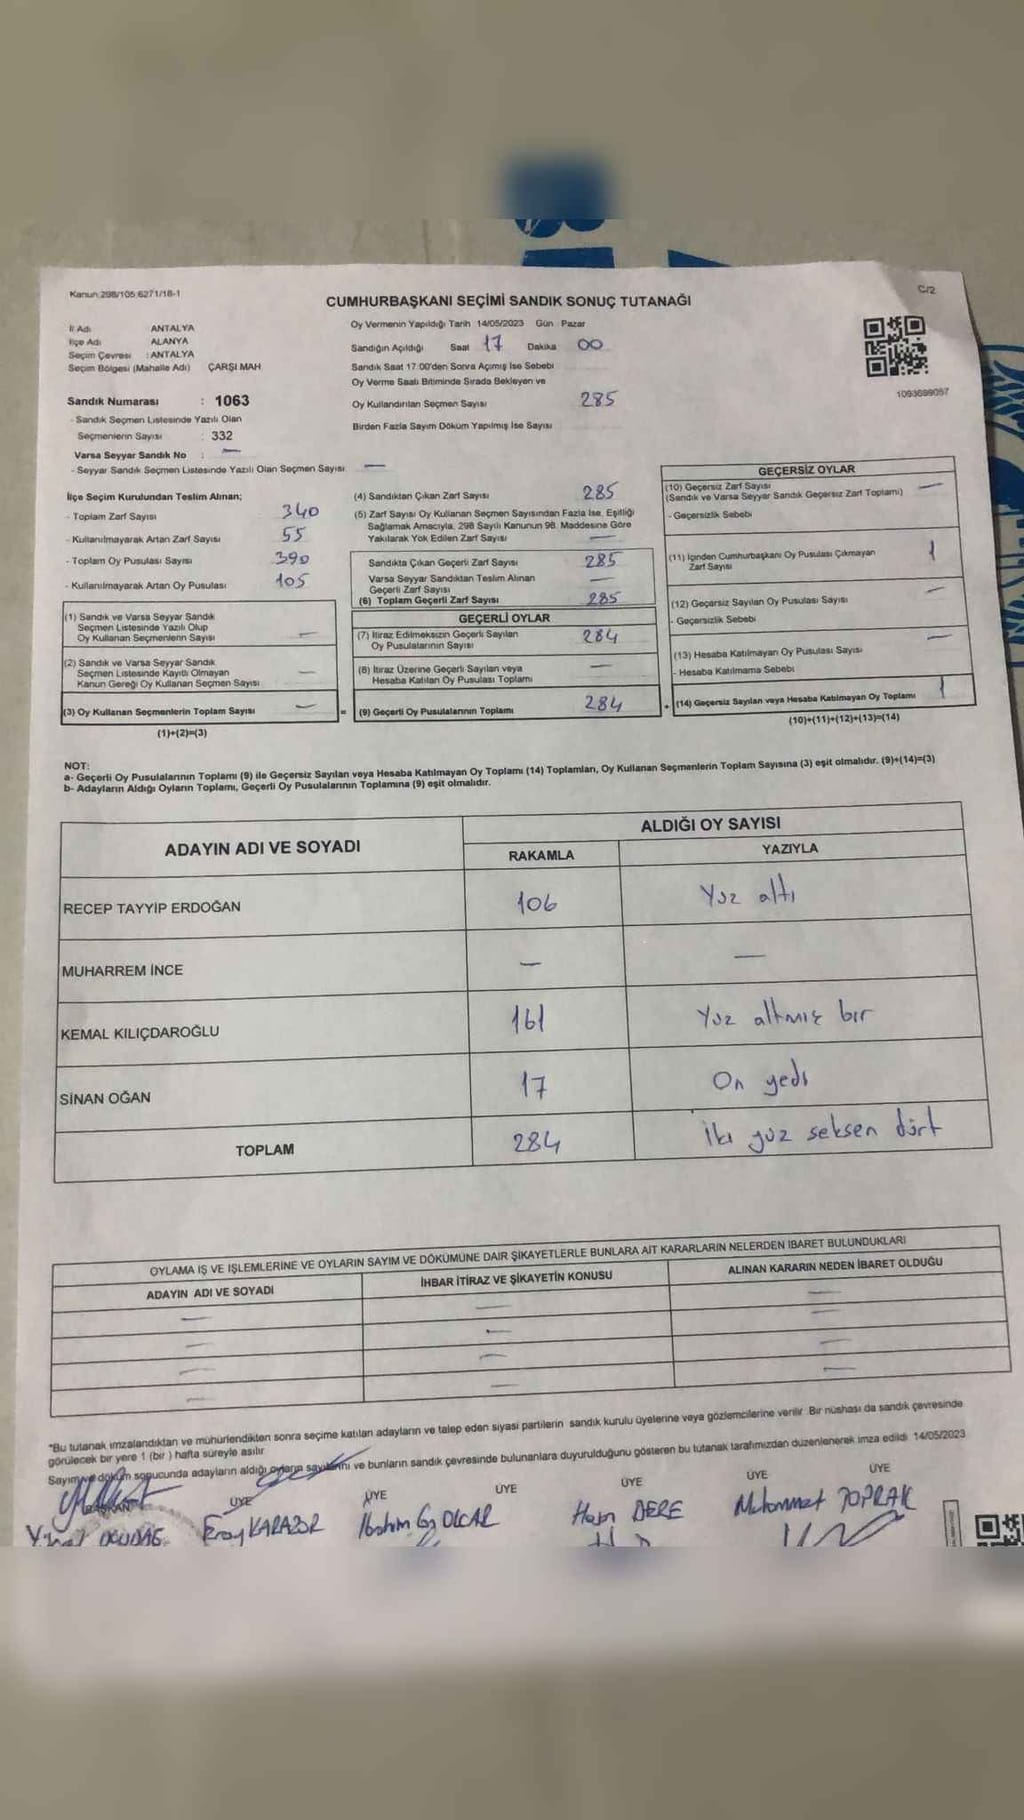 Kanun:298/105;6271/18-1
C/2
CUMHURBAŞKANI SEÇİMİ SANDIK SONUÇ TUTANAĞI
İl Adı ANTALYA
İlçe Adı ALANYA
Seçim Çevresi : ANTALYA
Seçim Bölgesi (Mahalle Adı) ÇARŞI MAH
Sandık Numarası : 1063
- Sandık Seçmen Listesinde Yazılı Olan
Seçmenlerin Sayısı : 332
Varsa Seyyar Sandık No : —
- Seyyar Sandık Seçmen Listesinde Yazılı Olan Seçmen Sayısı —
Oy Vermenin Yapıldığı Tarih 14/05/2023 Gün Pazar
Sandığın Açıldığı Saat 17 Dakika 00
Sandık Saat 17:00'den Sonra Açımış İse Sebebi
Oy Verme Saati Bitiminde Sırada Bekleyen ve
Oy Kullandırılan Seçmen Sayısı 285
Birden Fazla Sayım Döküm Yapılmış İse Sayısı
1093699057
İlçe Seçim Kurulundan Teslim Alınan;
- Toplam Zarf Sayısı 340
- Kullanılmayarak Artan Zarf Sayısı 55
- Toplam Oy Pusulası Sayısı 390
- Kullanılmayarak Artan Oy Pusulası 105
(1) Sandık ve Varsa Seyyar Sandık
Seçmen Listesinde Yazılı Olup
Oy Kullanan Seçmenlerin Sayısı —
(2) Sandık ve Varsa Seyyar Sandık
Seçmen Listesinde Kayıtlı Olmayan
Kanun Gereği Oy Kullanan Seçmen Sayısı —
(3) Oy Kullanan Seçmenlerin Toplam Sayısı —
(1)+(2)=(3)
(4) Sandıktan Çıkan Zarf Sayısı 285
(5) Zarf Sayısı Oy Kullanan Seçmen Sayısından Fazla İse, Eşitliği
Sağlamak Amacıyla, 298 Sayılı Kanunun 98. Maddesine Göre
Yakılarak Yok Edilen Zarf Sayısı —
Sandıkta Çıkan Geçerli Zarf Sayısı 285
Varsa Seyyar Sandıktan Teslim Alınan
Geçerli Zarf Sayısı —
(6) Toplam Geçerli Zarf Sayısı 285
GEÇERLİ OYLAR
(7) İtiraz Edilmeksizin Geçerli Sayılan
Oy Pusulalarının Sayısı 284
(8) İtiraz Üzerine Geçerli Sayılan veya
Hesaba Katılan Oy Pusulası Toplamı —
= (9) Geçerli Oy Pusulalarının Toplamı 284
GEÇERSİZ OYLAR
(10) Geçersiz Zarf Sayısı —
(Sandık ve Varsa Seyyar Sandık Geçersiz Zarf Toplamı)
- Geçersizlik Sebebi
(11) İçinden Cumhurbaşkanı Oy Pusulası Çıkmayan
Zarf Sayısı 1
(12) Geçersiz Sayılan Oy Pusulası Sayısı —
- Geçersizlik Sebebi
(13) Hesaba Katılmayan Oy Pusulası Sayısı —
- Hesaba Katılmama Sebebi
+ (14) Geçersiz Sayılan veya Hesaba Katılmayan Oy Toplamı 1
(10)+(11)+(12)+(13)=(14)
NOT:
a- Geçerli Oy Pusulalarının Toplamı (9) ile Geçersiz Sayılan veya Hesaba Katılmayan Oy Toplamı (14) Toplamları, Oy Kullanan Seçmenlerin Toplam Sayısına (3) eşit olmalıdır. (9)+(14)=(3)
b- Adayların Aldığı Oyların Toplamı, Geçerli Oy Pusulalarının Toplamına (9) eşit olmalıdır.
ADAYIN ADI VE SOYADI
ALDIĞI OY SAYISI
RAKAMLA YAZIYLA
RECEP TAYYİP ERDOĞAN 106 Yüz altı
MUHARREM İNCE — —
KEMAL KILIÇDAROĞLU 161 Yüz altmış bir
SİNAN OĞAN 17 On yedi
TOPLAM 284 İki yüz seksen dört
OYLAMA İŞ VE İŞLEMLERİNE VE OYLARIN SAYIM VE DÖKÜMÜNE DAİR ŞİKAYETLERLE BUNLARA AİT KARARLARIN NELERDEN İBARET BULUNDUKLARI
ADAYIN ADI VE SOYADI İHBAR İTİRAZ VE ŞİKAYETİN KONUSU ALINAN KARARIN NEDEN İBARET OLDUĞU
— — —
— — —
— — —
— — —
*Bu tutanak imzalandıktan ve mühürlendikten sonra seçime katılan adayların ve talep eden siyasi partilerin sandık kurulu üyelerine veya gözlemcilerine verilir. Bir nüshası da sandık çevresinde
görülecek bir yere 1 (bir ) hafta süreyle asılır.
Sayım ve döküm sonucunda adayların aldığı oyların sayılarını ve bunların sandık çevresinde bulunanlara duyurulduğunu gösteren bu tutanak tarafımızdan düzenlenerek imza edildi. 14/05/2023
BAŞKAN ÜYE ÜYE ÜYE ÜYE ÜYE ÜYE
Eray KARAZOR DERE TOPRAK